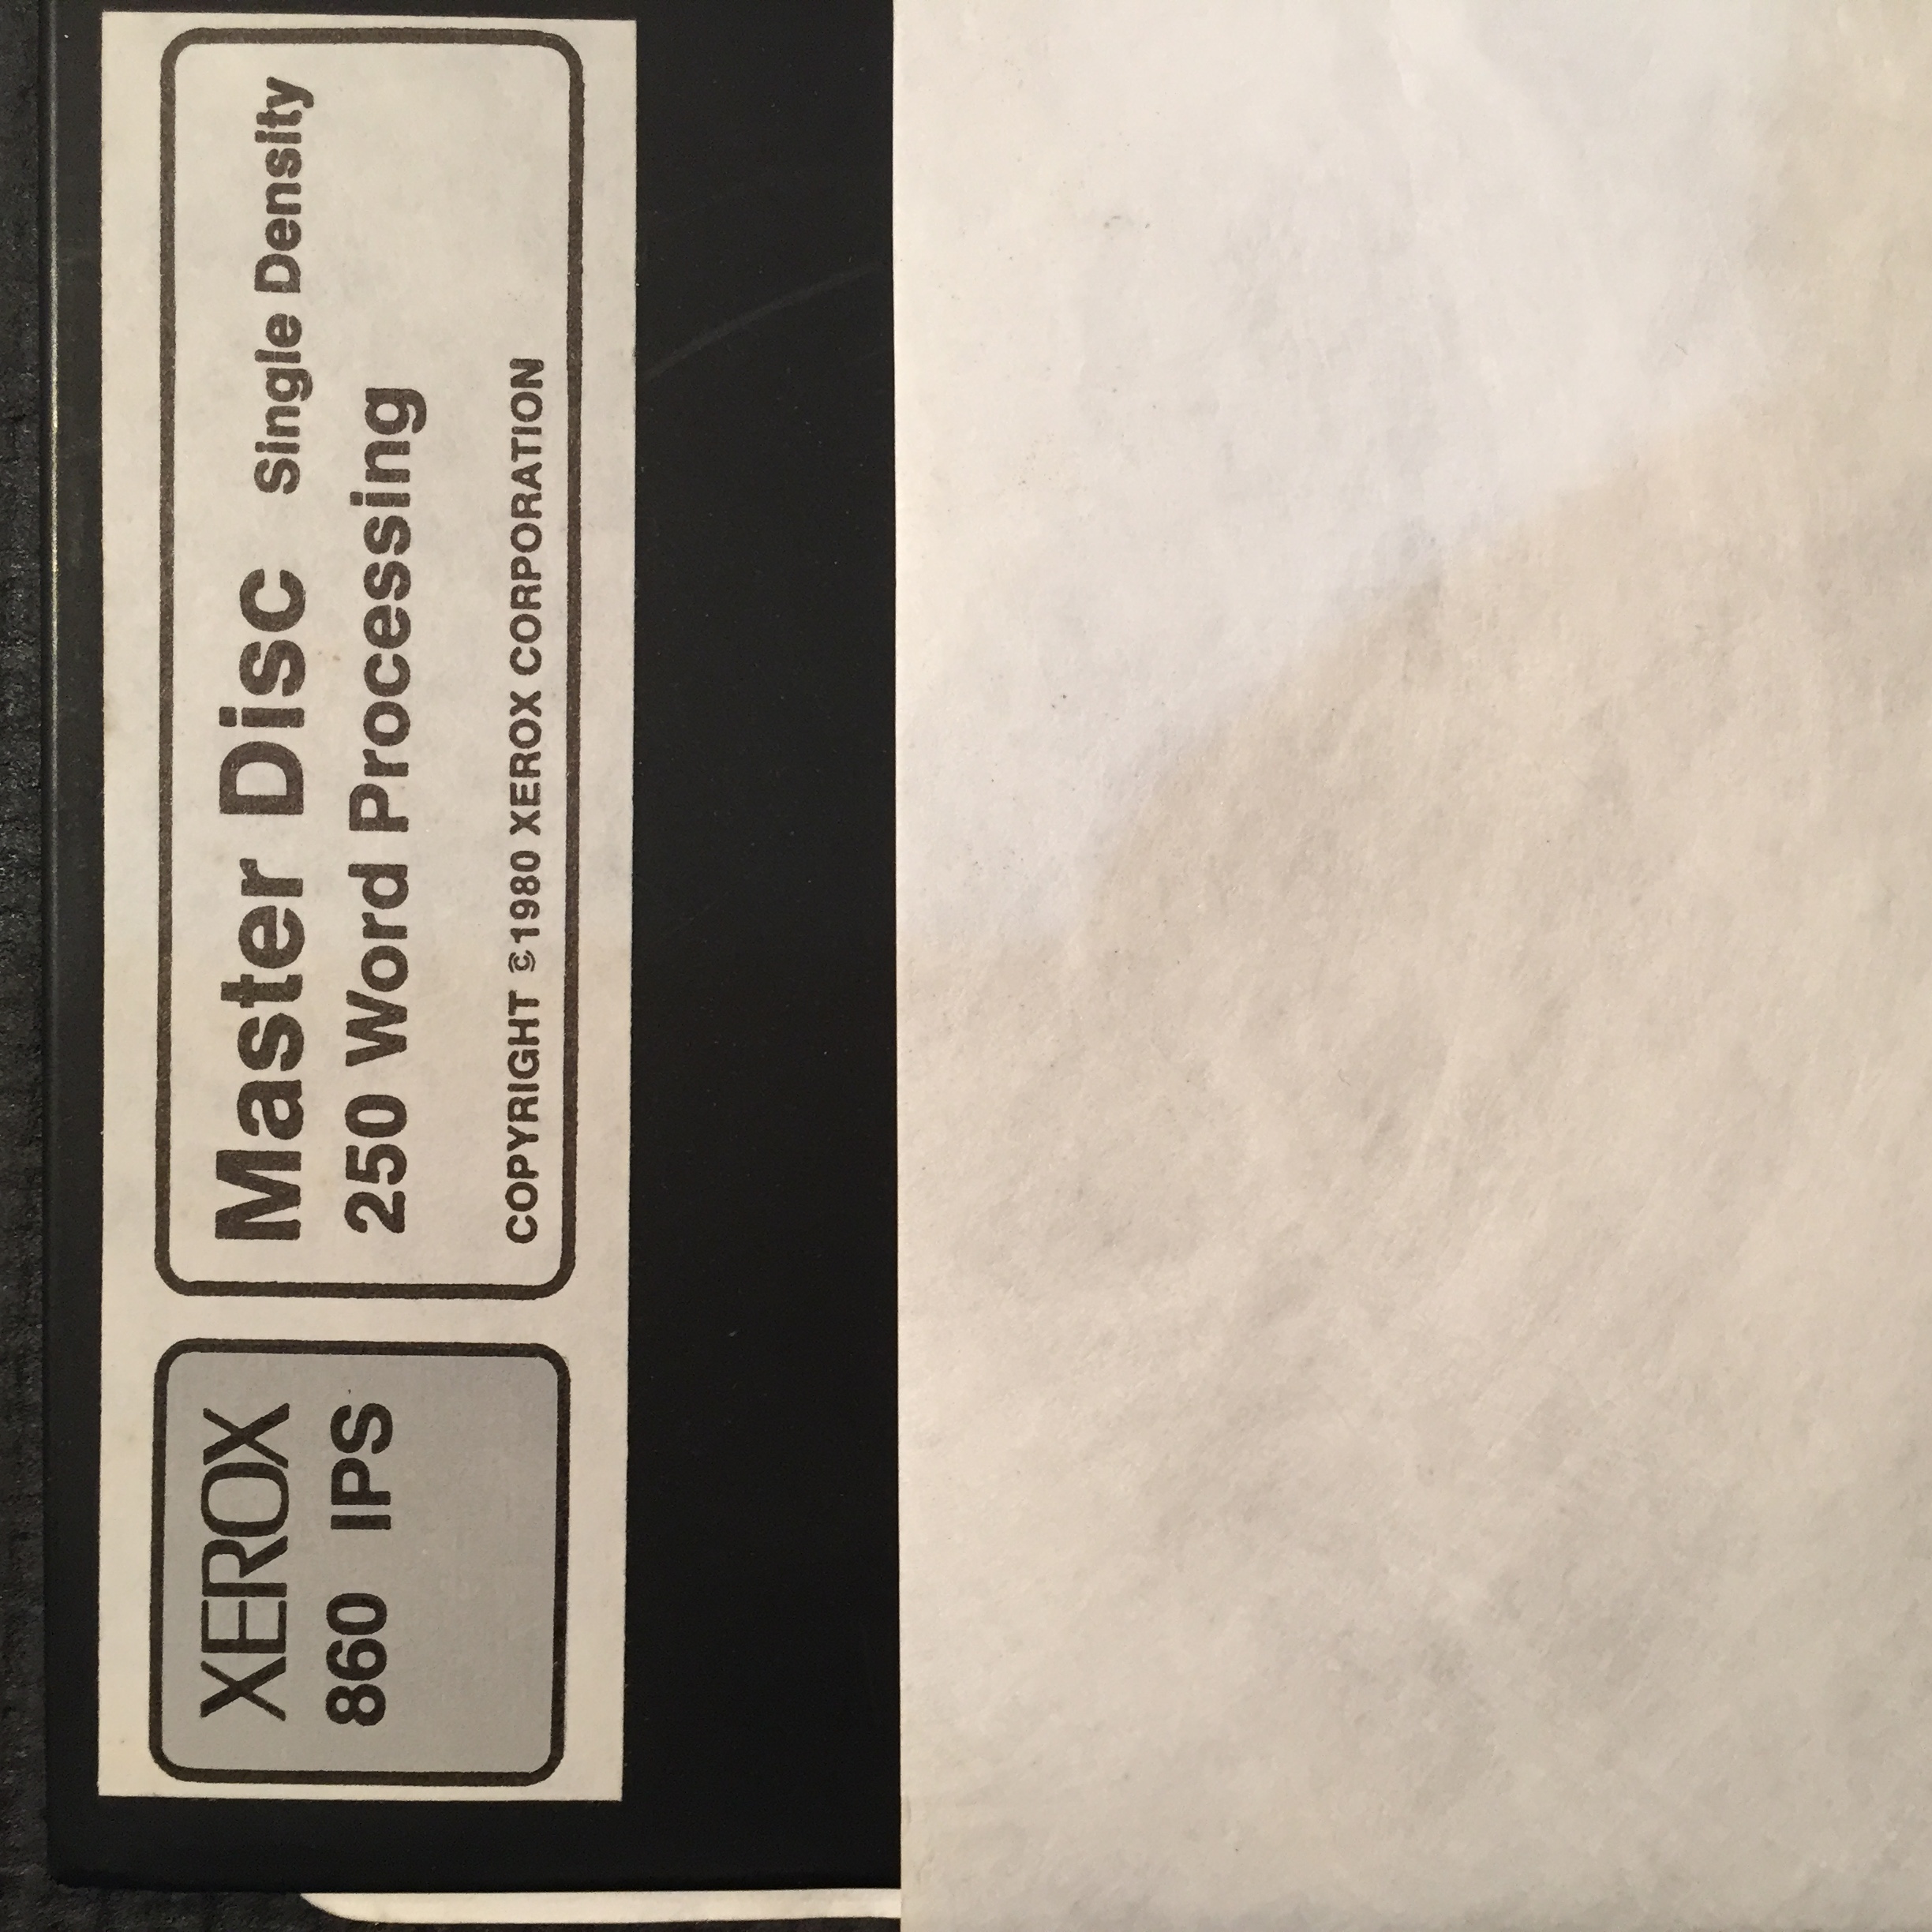 XEROX
860 IPS
Master Disc Single Density
250 Word Processing
COPYRIGHT ©1980 XEROX CORPORATION